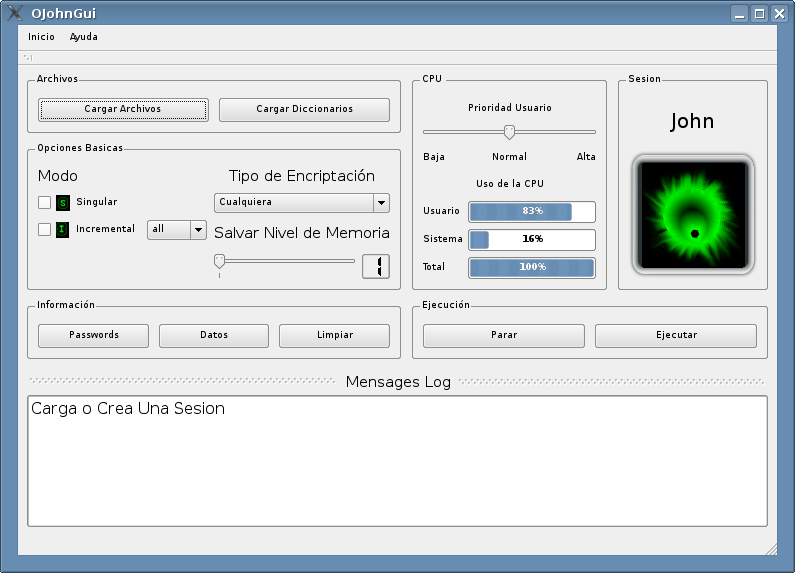 OJohnGui
Inicio Ayuda
Archivos
Cargar Archivos Cargar Diccionarios
Opciones Basicas
Modo
S Singular
I Incremental all
Tipo de Encriptación
Cualquiera
Salvar Nivel de Memoria
1
CPU
Prioridad Usuario
Baja Normal Alta
Uso de la CPU
Usuario 83%
Sistema 16%
Total 100%
Sesion
John
Información
Passwords Datos Limpiar
Ejecución
Parar Ejecutar
Mensages Log
Carga o Crea Una Sesion